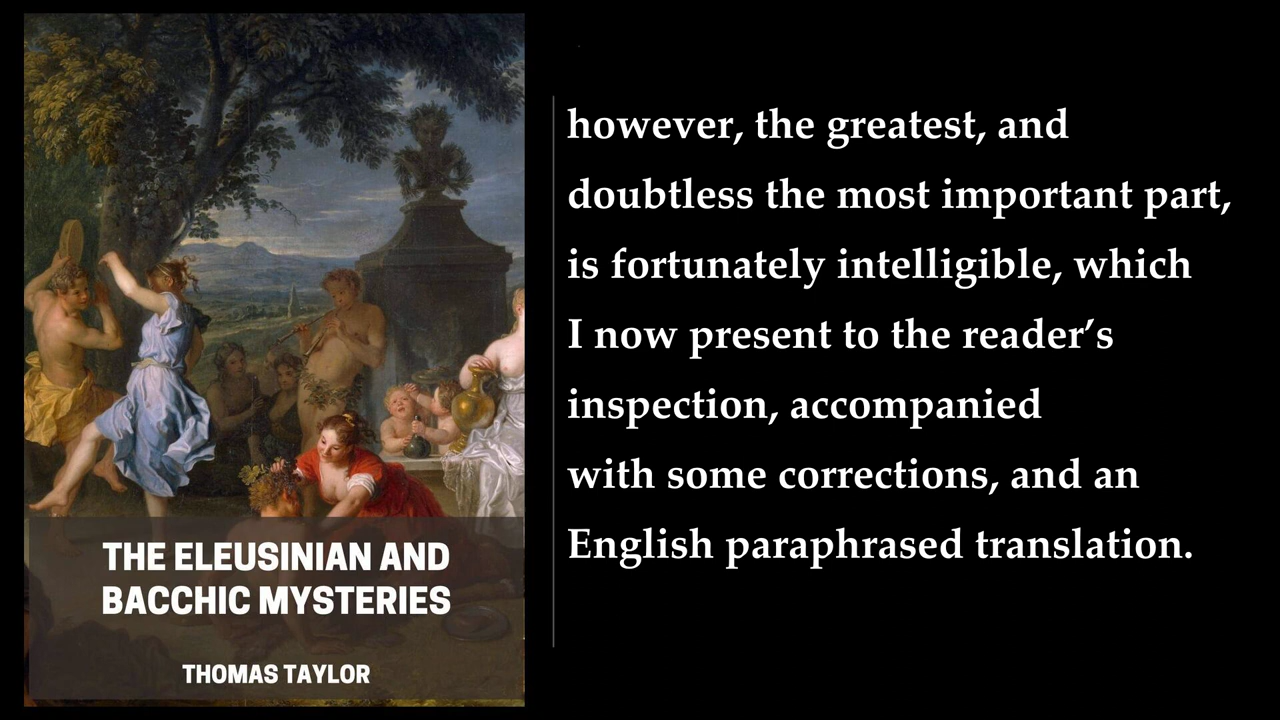 THE ELEUSINIAN AND
BACCHIC MYSTERIES
THOMAS TAYLOR
however, the greatest, and
doubtless the most important part,
is fortunately intelligible, which
I now present to the reader’s
inspection, accompanied
with some corrections, and an
English paraphrased translation.